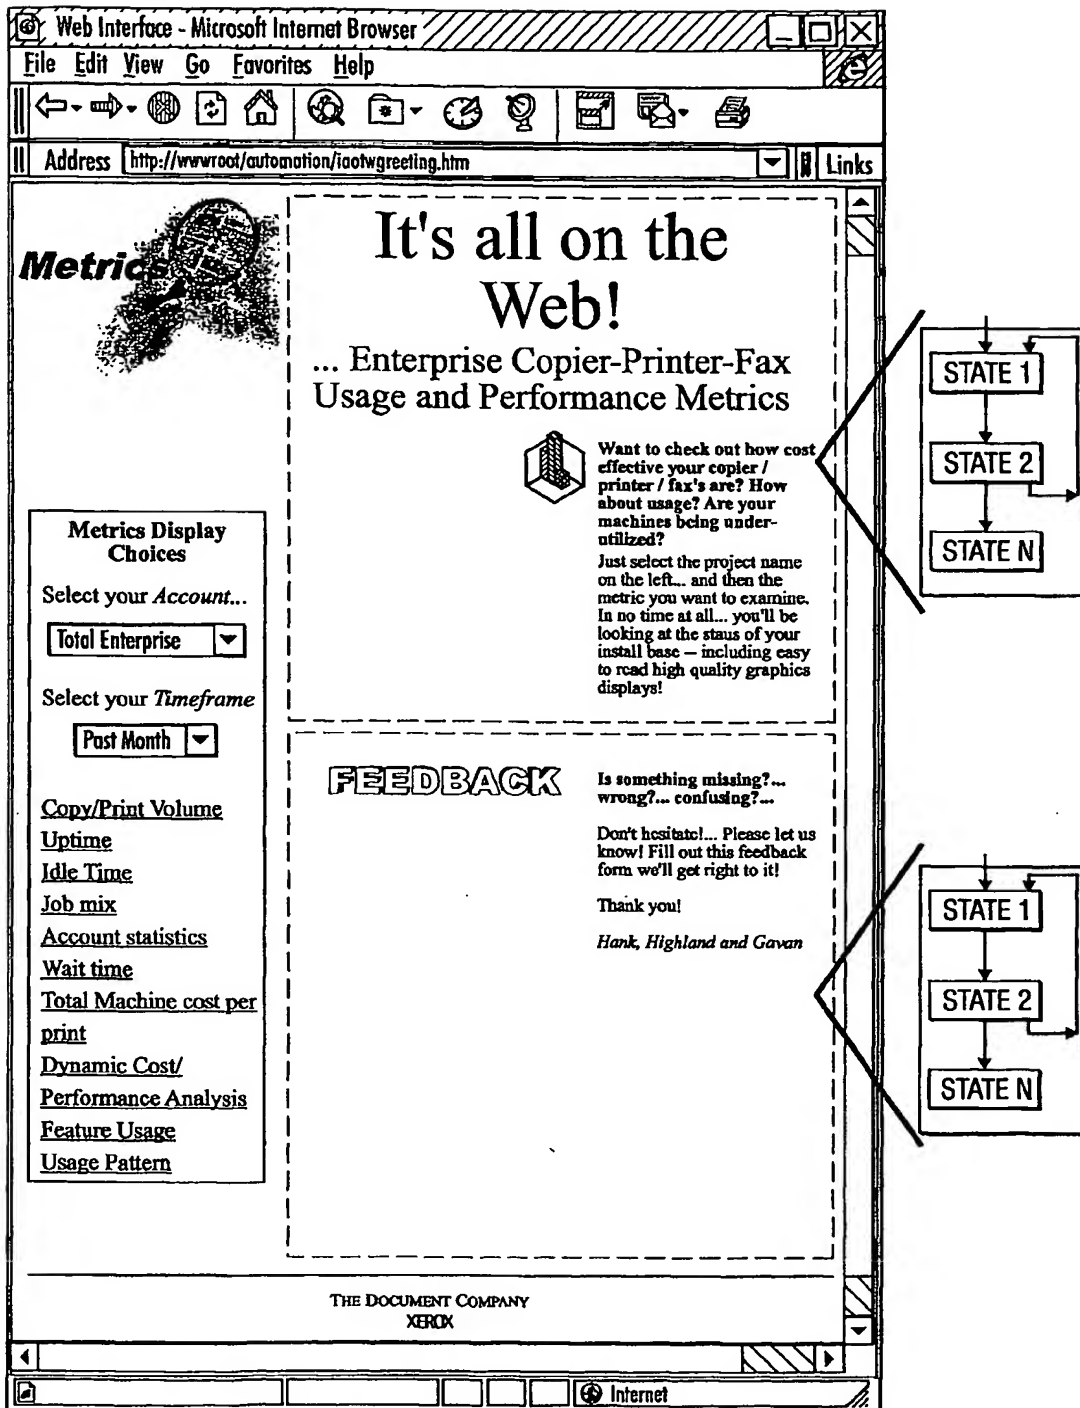 Web Interface - Microsoft Internet Browser
File Edit View Go Favorites Help
Address http://wwwroot/automation/iaotwgreeting.htm Links
Metrics
It's all on the
Web!
... Enterprise Copier-Printer-Fax
Usage and Performance Metrics
Want to check out how cost
effective your copier /
printer / fax's are? How
about usage? Are your
machines being under-
utilized?
Just select the project name
on the left... and then the
metric you want to examine.
In no time at all... you'll be
looking at the staus of your
install base — including easy
to read high quality graphics
displays!
STATE 1
STATE 2
STATE N
Metrics Display
Choices
Select your Account...
Total Enterprise
Select your Timeframe
Past Month
Copy/Print Volume
Uptime
Idle Time
Job mix
Account statistics
Wait time
Total Machine cost per
print
Dynamic Cost/
Performance Analysis
Feature Usage
Usage Pattern
FEEDBACK
Is something missing?...
wrong?... confusing?...
Don't hesitate!... Please let us
know! Fill out this feedback
form we'll get right to it!
Thank you!
Hank, Highland and Gavan
STATE 1
STATE 2
STATE N
THE DOCUMENT COMPANY
XEROX
Internet